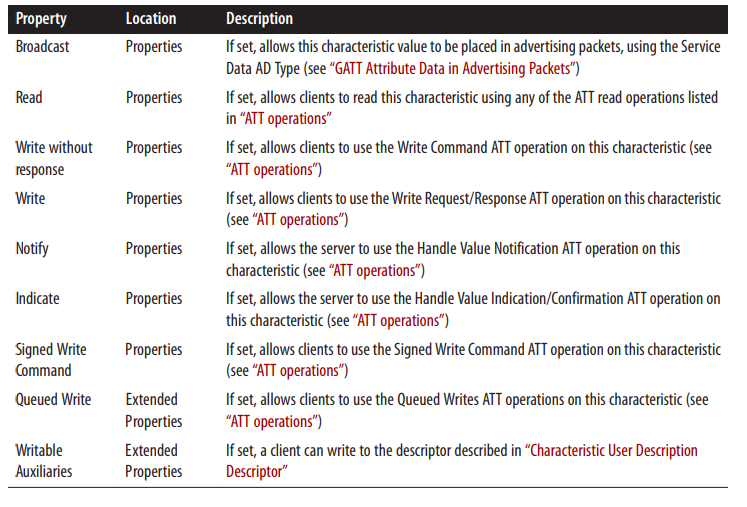 Property Location Description
Broadcast Properties If set, allows this characteristic value to be placed in advertising packets, using the Service
Data AD Type (see “GATT Attribute Data in Advertising Packets”)
Read Properties If set, allows clients to read this characteristic using any of the ATT read operations listed
in “ATT operations”
Write without Properties If set, allows clients to use the Write Command ATT operation on this characteristic (see
response “ATT operations”)
Write Properties If set, allows clients to use the Write Request/Response ATT operation on this characteristic
(see “ATT operations”)
Notify Properties If set, allows the server to use the Handle Value Notification ATT operation on this
characteristic (see “ATT operations”)
Indicate Properties If set, allows the server to use the Handle Value Indication/Confirmation ATT operation on
this characteristic (see “ATT operations”)
Signed Write Properties If set, allows clients to use the Signed Write Command ATT operation on this characteristic
Command (see “ATT operations”)
Queued Write Extended If set, allows clients to use the Queued Writes ATT operations on this characteristic (see
Properties “ATT operations”)
Writable Extended If set, a client can write to the descriptor described in “Characteristic User Description
Auxiliaries Properties Descriptor”